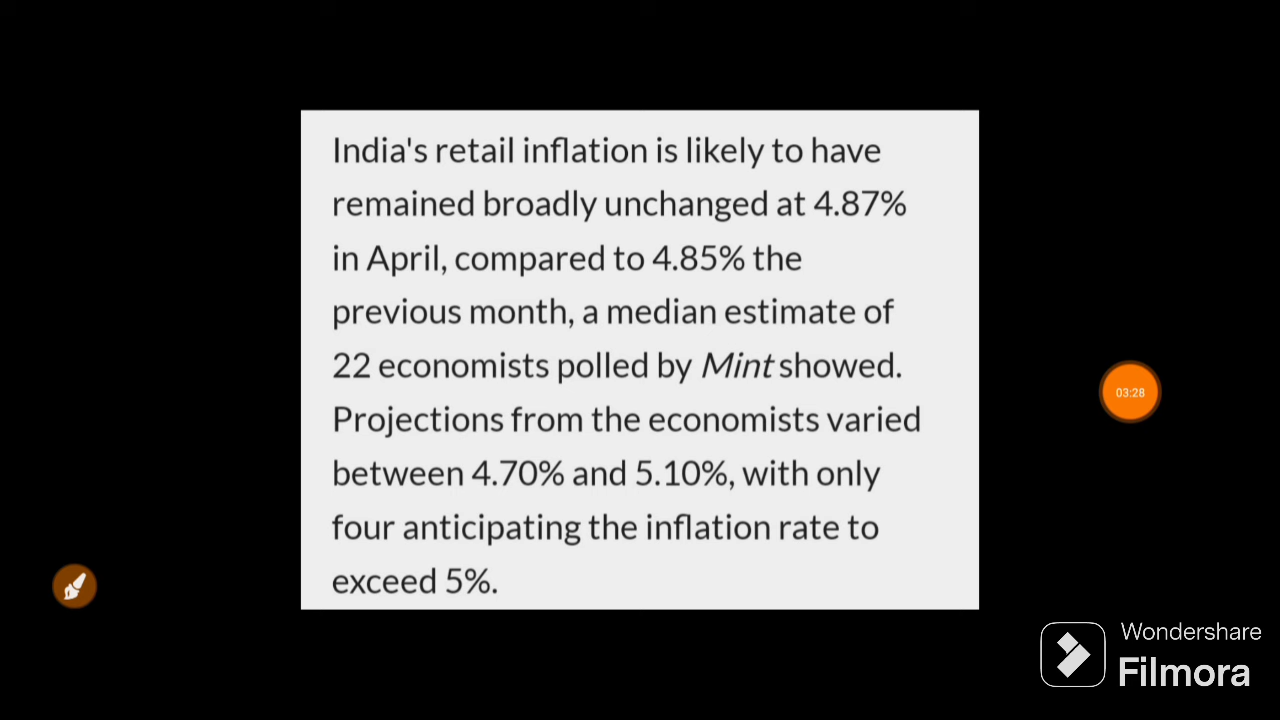 India's retail inflation is likely to have
remained broadly unchanged at 4.87%
in April, compared to 4.85% the
previous month, a median estimate of
22 economists polled by Mint showed.
Projections from the economists varied
between 4.70% and 5.10%, with only
four anticipating the inflation rate to
exceed 5%.
03:28
Wondershare
Filmora